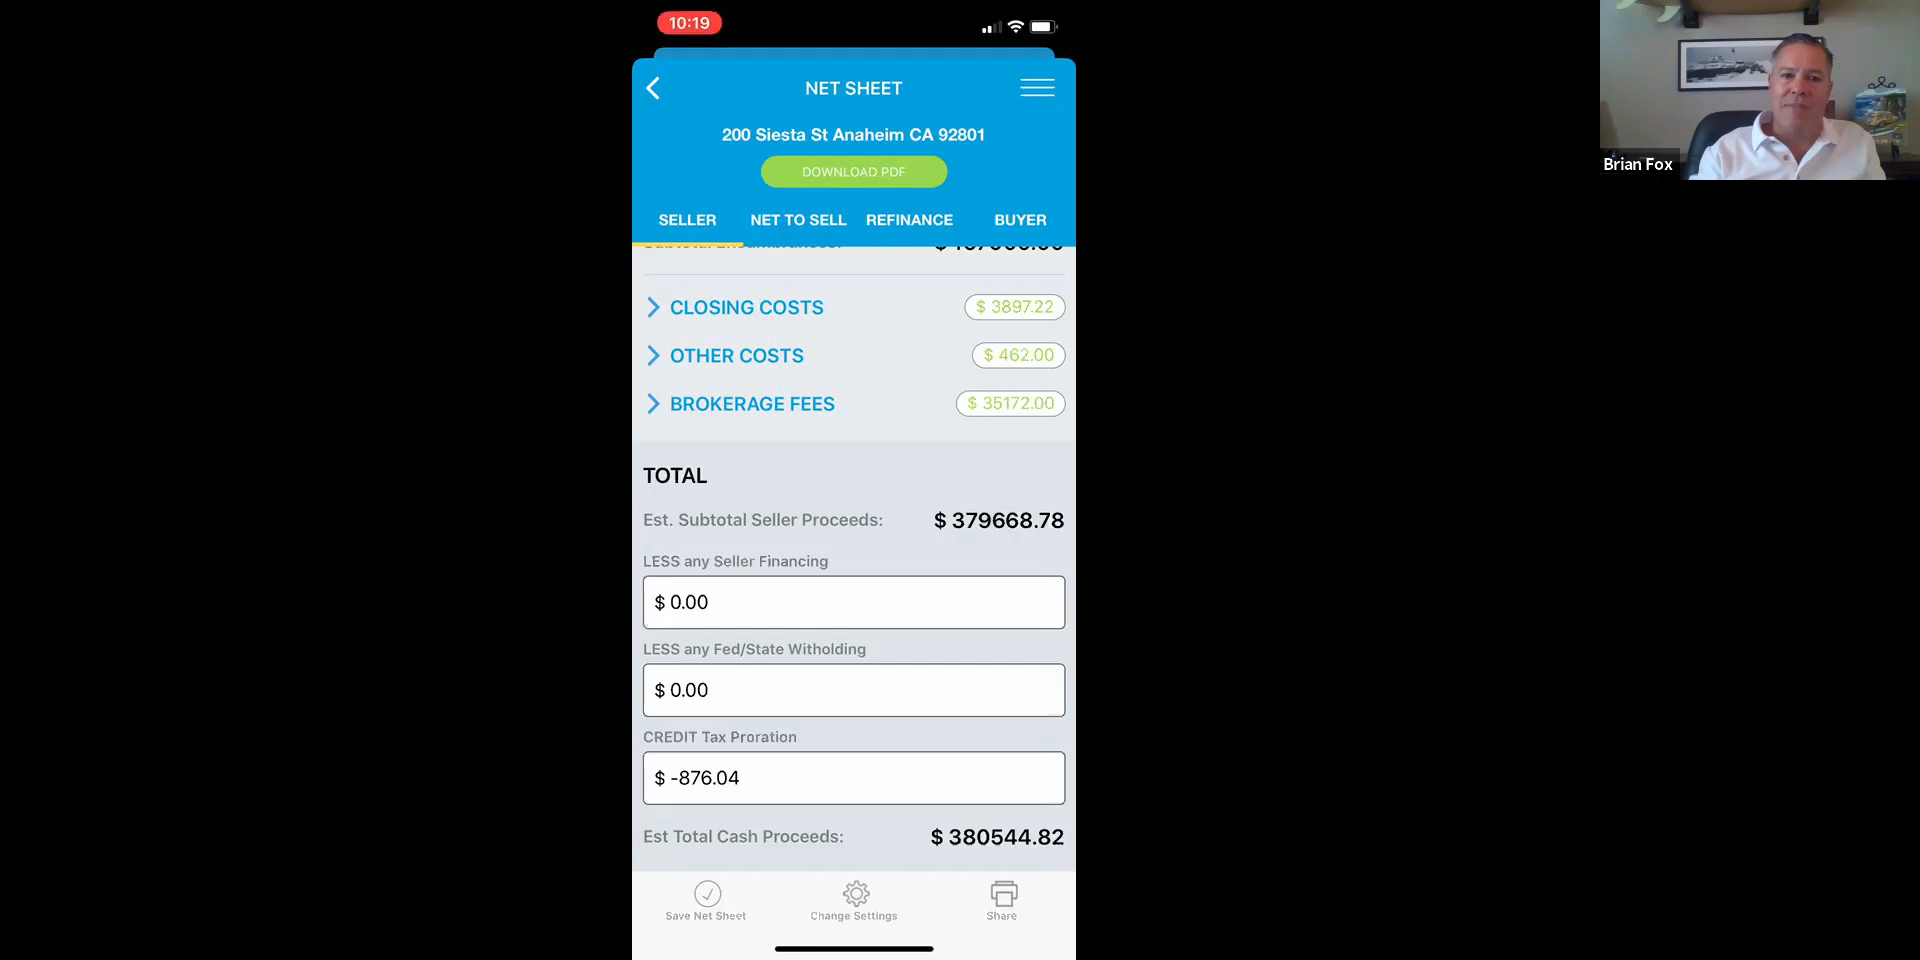 10:19
NET SHEET
200 Siesta St Anaheim CA 92801
DOWNLOAD PDF
SELLER NET TO SELL REFINANCE BUYER
CLOSING COSTS $ 3897.22
OTHER COSTS $ 462.00
BROKERAGE FEES $ 35172.00
TOTAL
Est. Subtotal Seller Proceeds: $ 379668.78
LESS any Seller Financing
$ 0.00
LESS any Fed/State Witholding
$ 0.00
CREDIT Tax Proration
$ -876.04
Est Total Cash Proceeds: $ 380544.82
Save Net Sheet Change Settings Share
Brian Fox